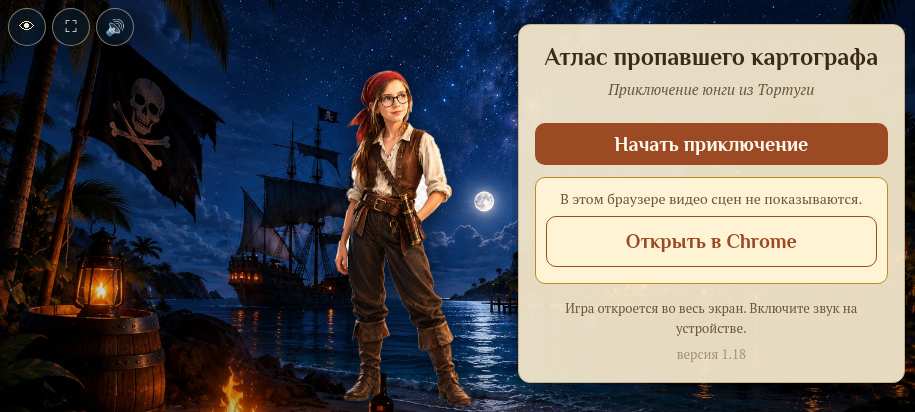 Атлас пропавшего картографа
Приключение юнги из Тортуги
Начать приключение
В этом браузере видео сцен не показываются.
Открыть в Chrome
Игра откроется во весь экран. Включите звук на
устройстве.
версия 1.18